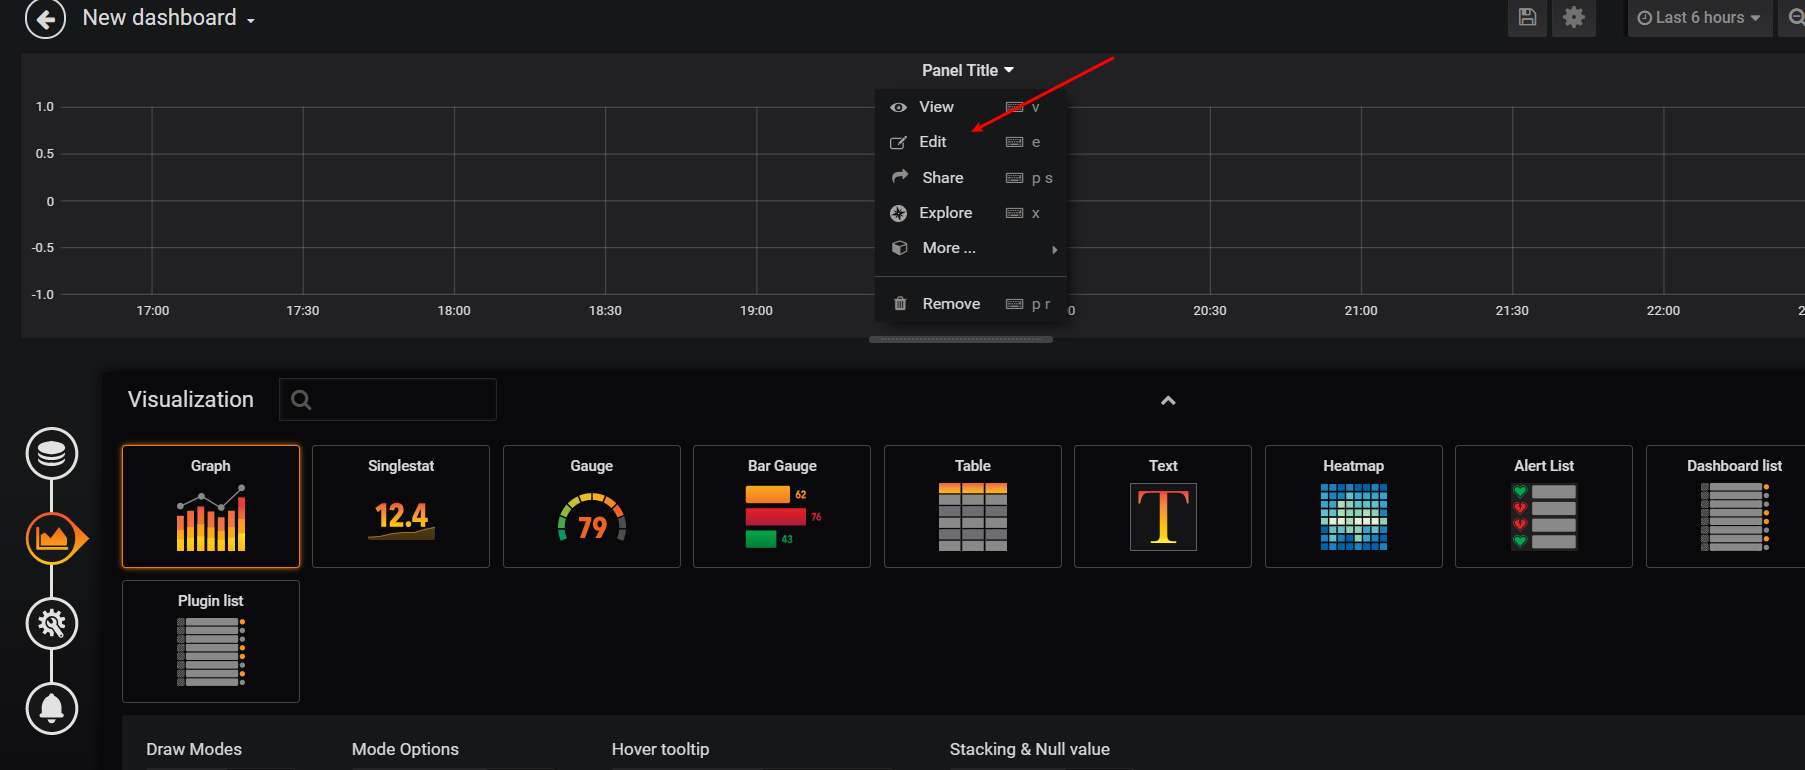 New dashboard
Last 6 hours
Panel Title
1.0
0.5
0
-0.5
-1.0
View v
Edit e
Share p s
Explore x
More ...
Remove p r
17:00 17:30 18:00 18:30 19:00 20:30 21:00 21:30 22:00
Visualization
Graph Singlestat Gauge Bar Gauge Table Text Heatmap Alert List Dashboard list
12.4
79
62
76
43
T
Plugin list
Draw Modes Mode Options Hover tooltip Stacking & Null value